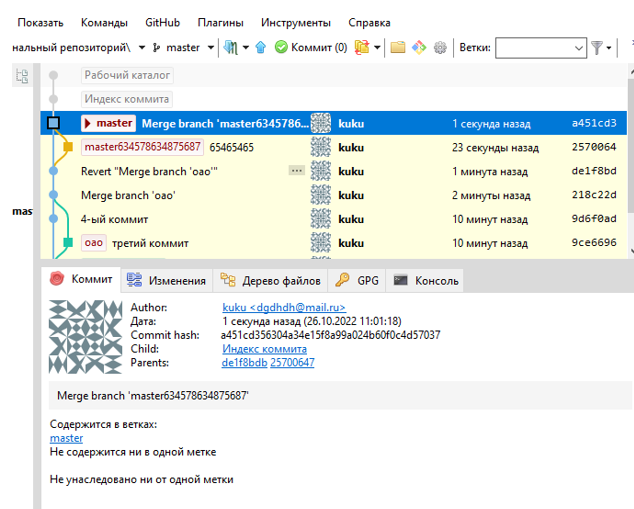 Показать Команды GitHub Плагины Инструменты Справка
нальный репозиторий\ master Коммит (0) Ветки:
Рабочий каталог
Индекс коммита
master Merge branch 'master6345786... kuku 1 секунда назад a451cd3
master634578634875687 65465465 kuku 23 секунды назад 2570064
Revert "Merge branch 'oao'" ... kuku 1 минута назад de1f8bd
Merge branch 'oao' kuku 2 минуты назад 218c22d
4-ый коммит kuku 10 минут назад 9d6f0ad
oao третий коммит kuku 10 минут назад 9ce6696
Коммит Изменения Дерево файлов GPG Консоль
Author: kuku <dgdhdh@mail.ru>
Дата: 1 секунда назад (26.10.2022 11:01:18)
Commit hash: a451cd356304a34e15f8a99a024b60f0c4d57037
Child: Индекс коммита
Parents: de1f8bdb 25700647
Merge branch 'master634578634875687'
Содержится в ветках:
master
Не содержится ни в одной метке
Не унаследовано ни от одной метки